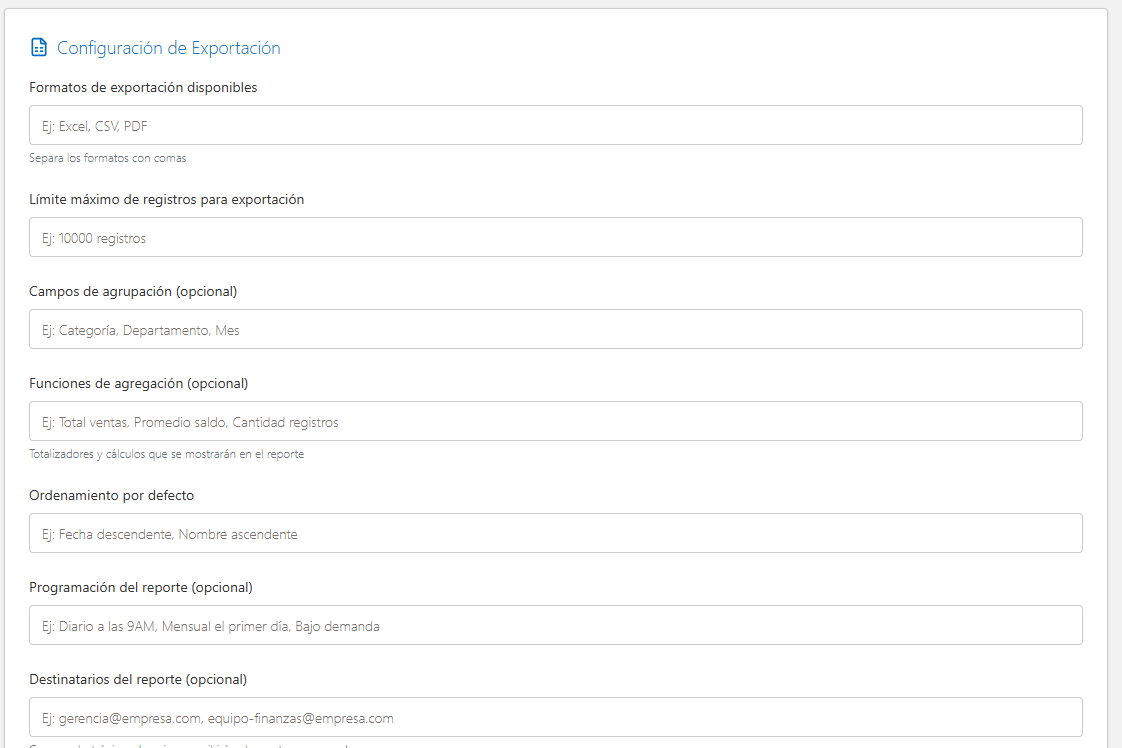 Configuración de Exportación
Formatos de exportación disponibles
Ej: Excel, CSV, PDF
Separa los formatos con comas
Límite máximo de registros para exportación
Ej: 10000 registros
Campos de agrupación (opcional)
Ej: Categoría, Departamento, Mes
Funciones de agregación (opcional)
Ej: Total ventas, Promedio saldo, Cantidad registros
Totalizadores y cálculos que se mostrarán en el reporte
Ordenamiento por defecto
Ej: Fecha descendente, Nombre ascendente
Programación del reporte (opcional)
Ej: Diario a las 9AM, Mensual el primer día, Bajo demanda
Destinatarios del reporte (opcional)
Ej: gerencia@empresa.com, equipo-finanzas@empresa.com